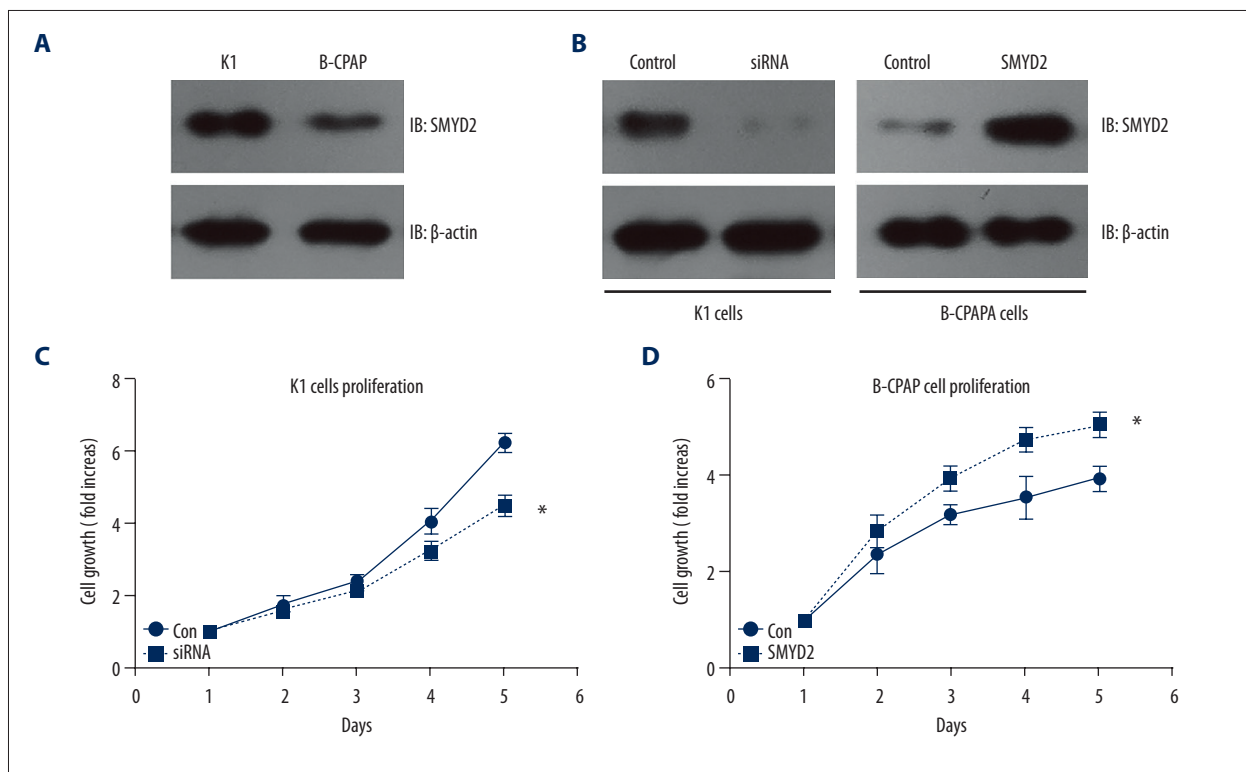 A
K1 B-CPAP
IB: SMYD2
IB: β-actin
B
Control siRNA Control SMYD2
IB: SMYD2
IB: β-actin
K1 cells B-CPAPA cells
C
K1 cells proliferation
Cell growth ( fold increas)
8
6
4
2
0
Con
siRNA
*
0 1 2 3 4 5 6
Days
D
B-CPAP cell proliferation
Cell growth ( fold increas)
6
4
2
0
Con
SMYD2
*
0 1 2 3 4 5 6
Days